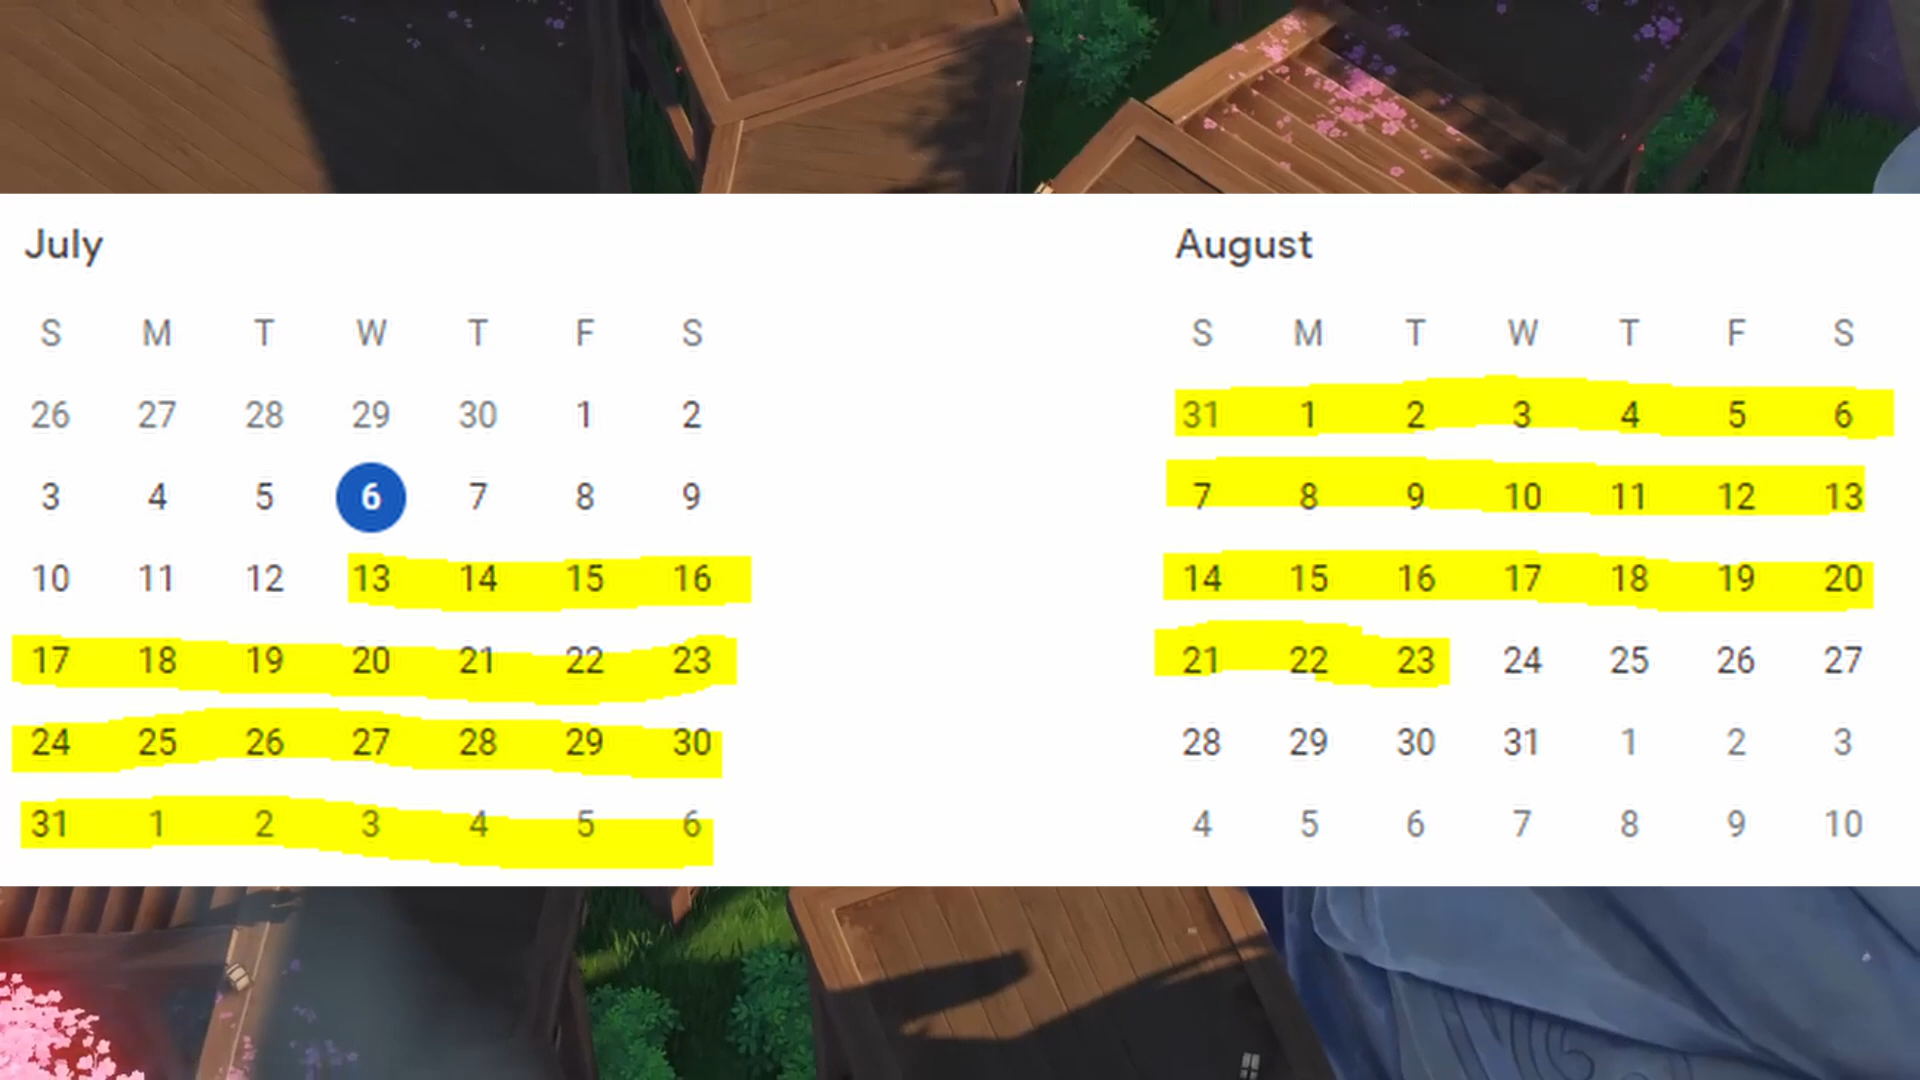 July
S M T W T F S
26 27 28 29 30 1 2
3 4 5 6 7 8 9
10 11 12 13 14 15 16
17 18 19 20 21 22 23
24 25 26 27 28 29 30
31 1 2 3 4 5 6
August
S M T W T F S
31 1 2 3 4 5 6
7 8 9 10 11 12 13
14 15 16 17 18 19 20
21 22 23 24 25 26 27
28 29 30 31 1 2 3
4 5 6 7 8 9 10